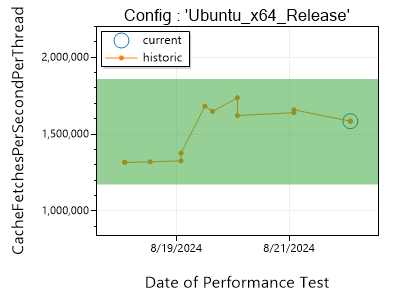 Config : 'Ubuntu_x64_Release'
current
historic
CacheFetchesPerSecondPerThread
2,000,000
1,500,000
1,000,000
8/19/2024 8/21/2024
Date of Performance Test